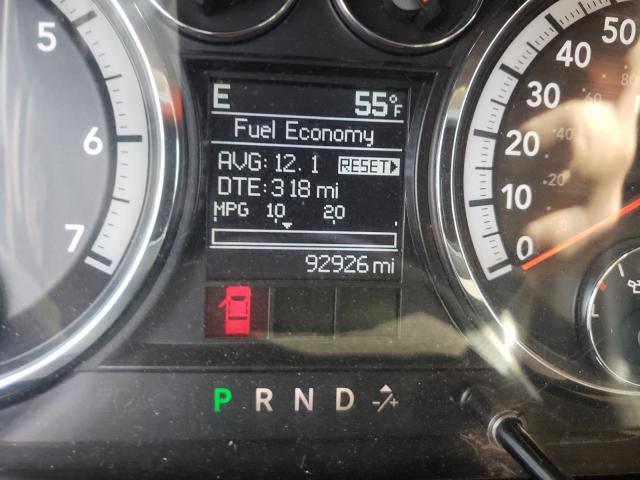 5
6
7
E 55°F
Fuel Economy
AVG: 12.1 RESET
DTE: 318 mi
MPG 10 20
92926 mi
50
40
30
20
10
0
L
P R N D -/+